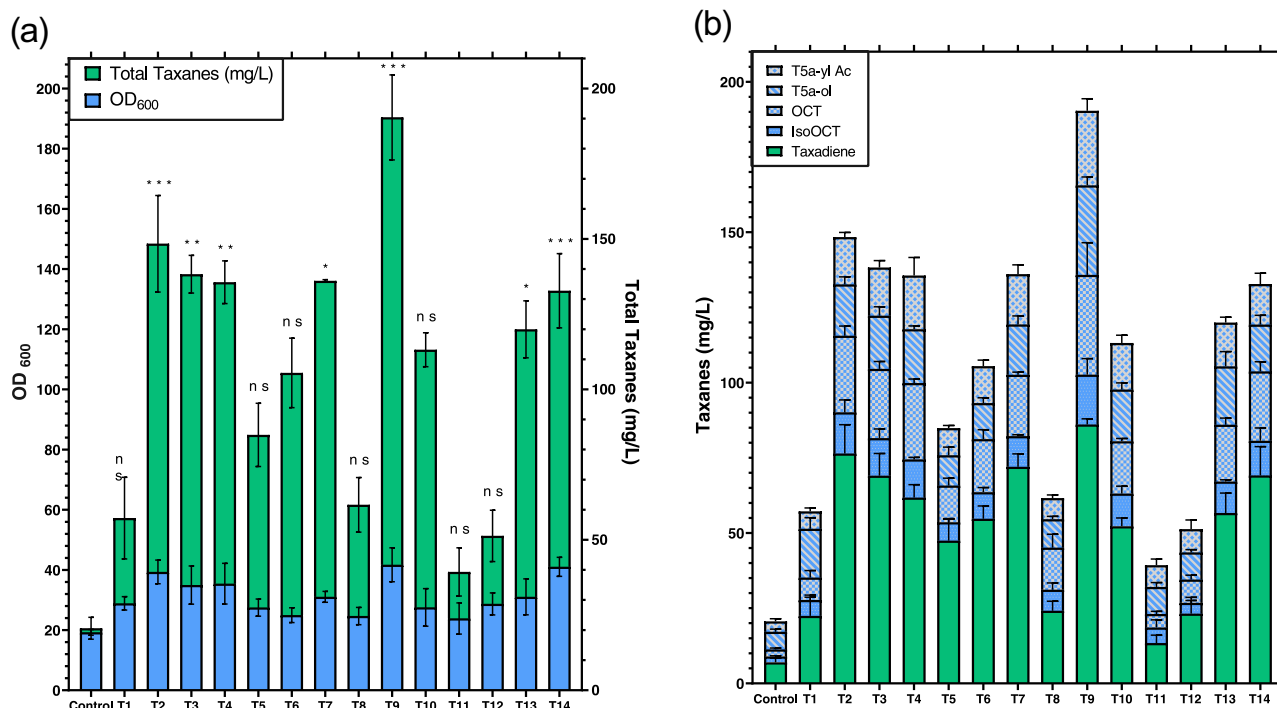 (a)
Total Taxanes (mg/L)
OD600
200
180
160
140
120
100
80
60
40
20
0
OD 600
n
s
* * *
* *
* *
n s
n s
*
n s
* * *
n s
n s
n s
*
* * *
200
150
100
50
0
Total Taxanes (mg/L)
Control T1 T2 T3 T4 T5 T6 T7 T8 T9 T10 T11 T12 T13 T14
(b)
T5a-yl Ac
T5a-ol
OCT
IsoOCT
Taxadiene
200
150
100
50
0
Taxanes (mg/L)
Control T1 T2 T3 T4 T5 T6 T7 T8 T9 T10 T11 T12 T13 T14